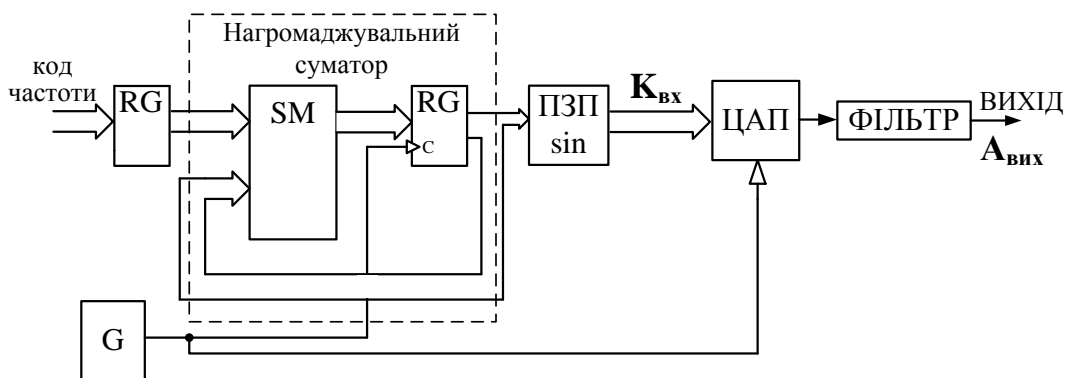 Нагромаджувальний
суматор
код
частоти
RG
SM
RG
C
ПЗП
sin
Kвх
ЦАП
ФІЛЬТР
ВИХІД
Aвих
G